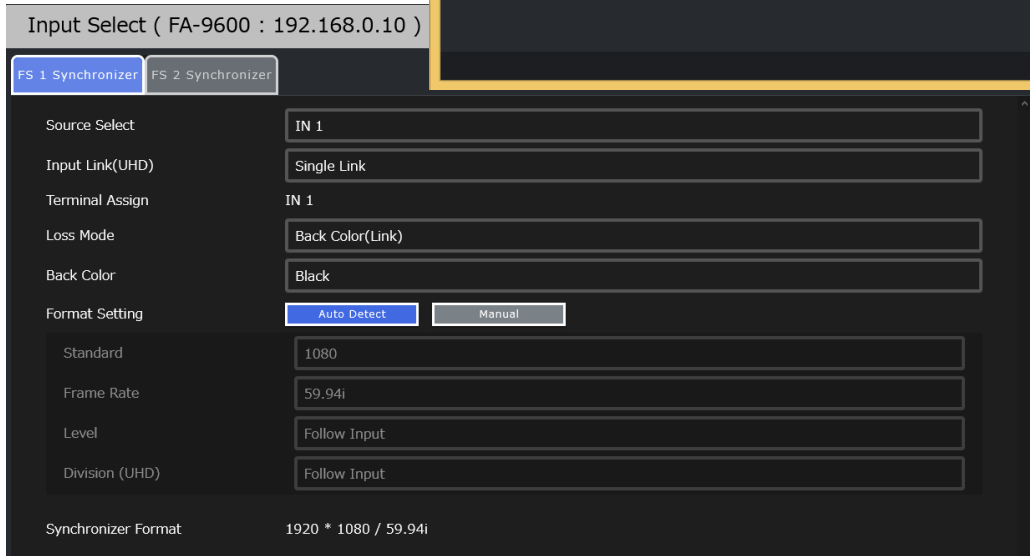 Input Select ( FA-9600 : 192.168.0.10 )
FS 1 Synchronizer FS 2 Synchronizer
Source Select IN 1
Input Link(UHD) Single Link
Terminal Assign IN 1
Loss Mode Back Color(Link)
Back Color Black
Format Setting Auto Detect Manual
Standard 1080
Frame Rate 59.94i
Level Follow Input
Division (UHD) Follow Input
Synchronizer Format 1920 * 1080 / 59.94i